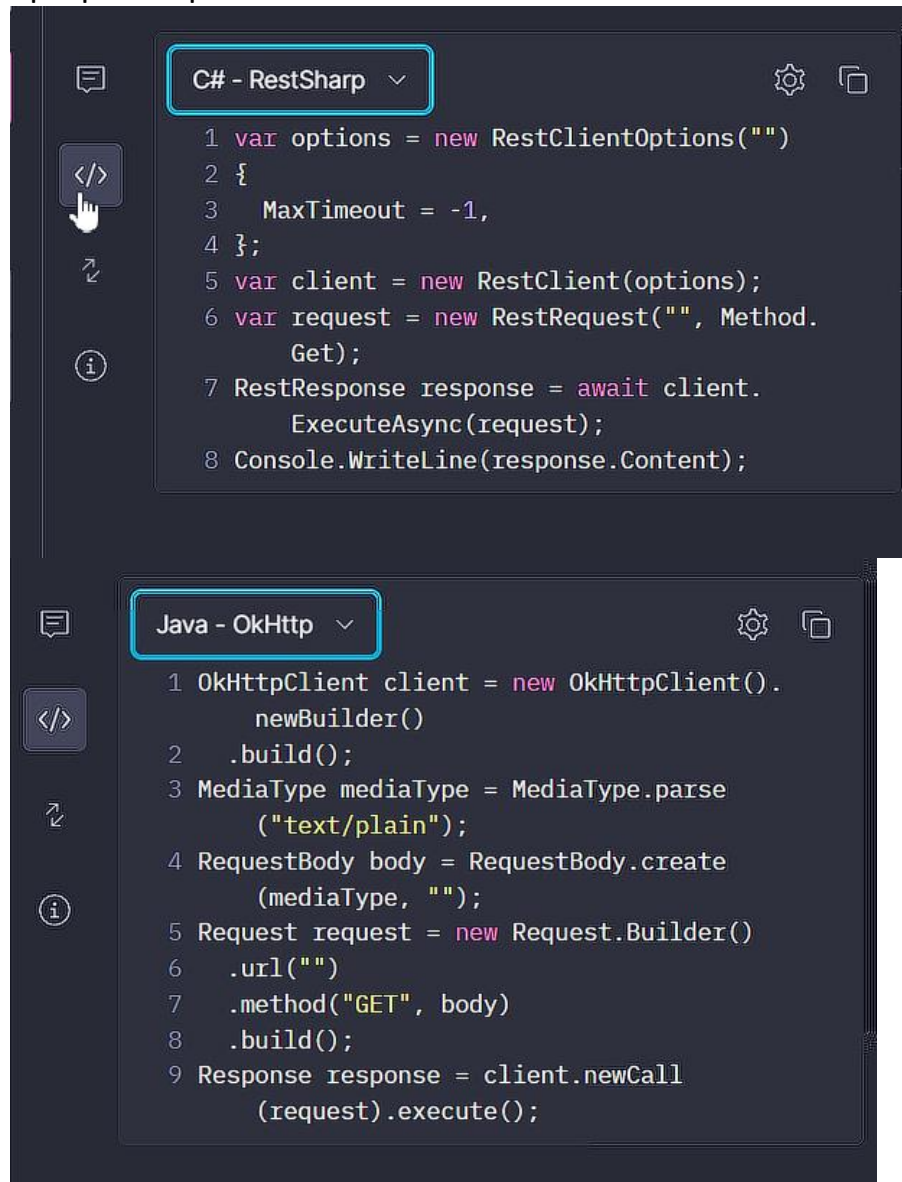 C# - RestSharp
1 var options = new RestClientOptions("")
2 {
3 MaxTimeout = -1,
4 };
5 var client = new RestClient(options);
6 var request = new RestRequest("", Method.
Get);
7 RestResponse response = await client.
ExecuteAsync(request);
8 Console.WriteLine(response.Content);
Java - OkHttp
1 OkHttpClient client = new OkHttpClient().
newBuilder()
2 .build();
3 MediaType mediaType = MediaType.parse
("text/plain");
4 RequestBody body = RequestBody.create
(mediaType, "");
5 Request request = new Request.Builder()
6 .url("")
7 .method("GET", body)
8 .build();
9 Response response = client.newCall
(request).execute();